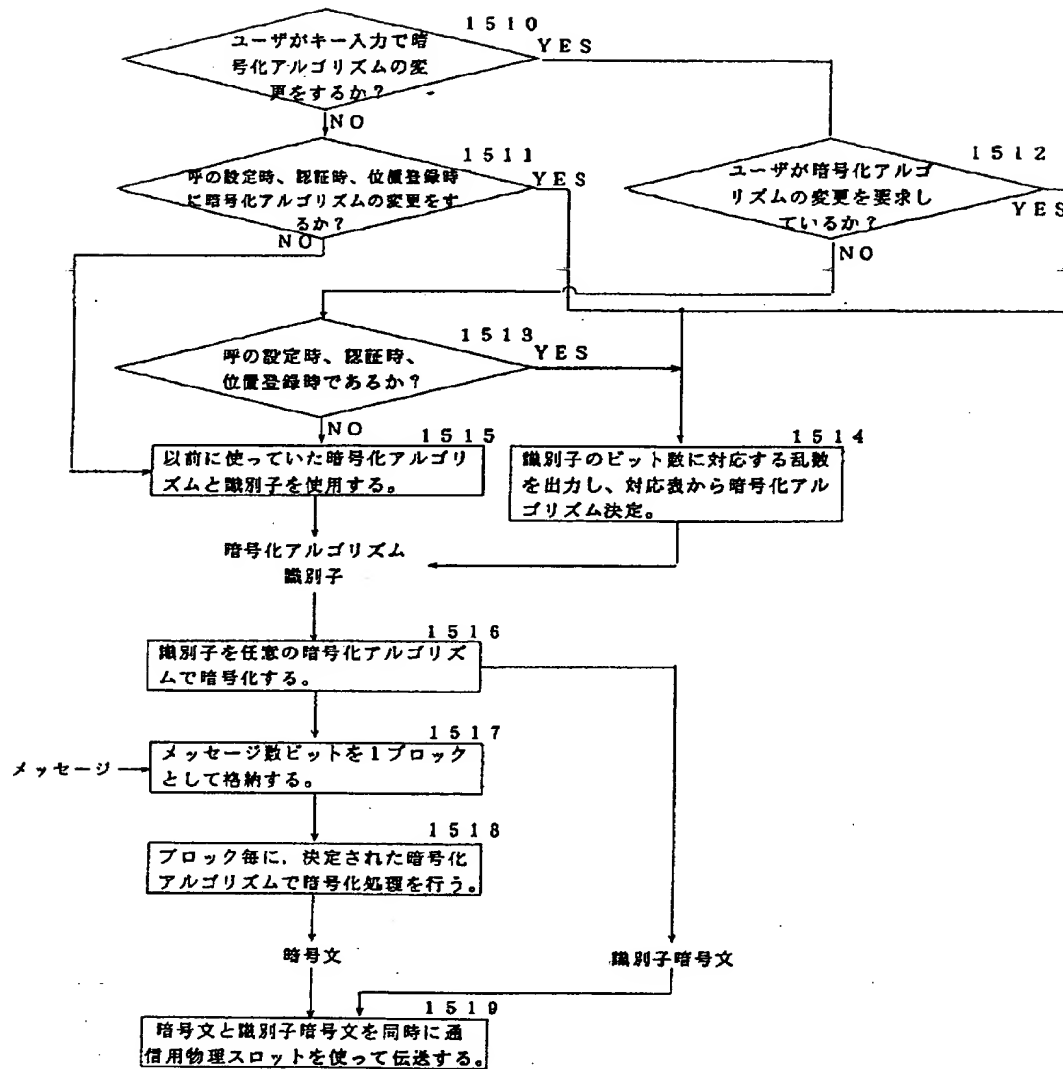 1510
ユーザがキー入力で暗
号化アルゴリズムの変
更をするか?
YES
NO
1511
呼の設定時、認証時、位置登録時
に暗号化アルゴリズムの変更をす
るか?
YES
NO
1512
ユーザが暗号化アルゴ
リズムの変更を要求し
ているか?
YES
NO
1513
呼の設定時、認証時、
位置登録時であるか?
YES
NO
1515
以前に使っていた暗号化アルゴリ
ズムと識別子を使用する。
1514
識別子のビット数に対応する乱数
を出力し、対応表から暗号化アル
ゴリズム決定。
暗号化アルゴリズム
識別子
1516
識別子を任意の暗号化アルゴリズ
ムで暗号化する。
1517
メッセージ
メッセージ数ビットを1ブロック
として格納する。
1518
ブロック毎に,決定された暗号化
アルゴリズムで暗号化処理を行う。
暗号文
識別子暗号文
1519
暗号文と識別子暗号文を同時に通
信用物理スロットを使って伝送する。